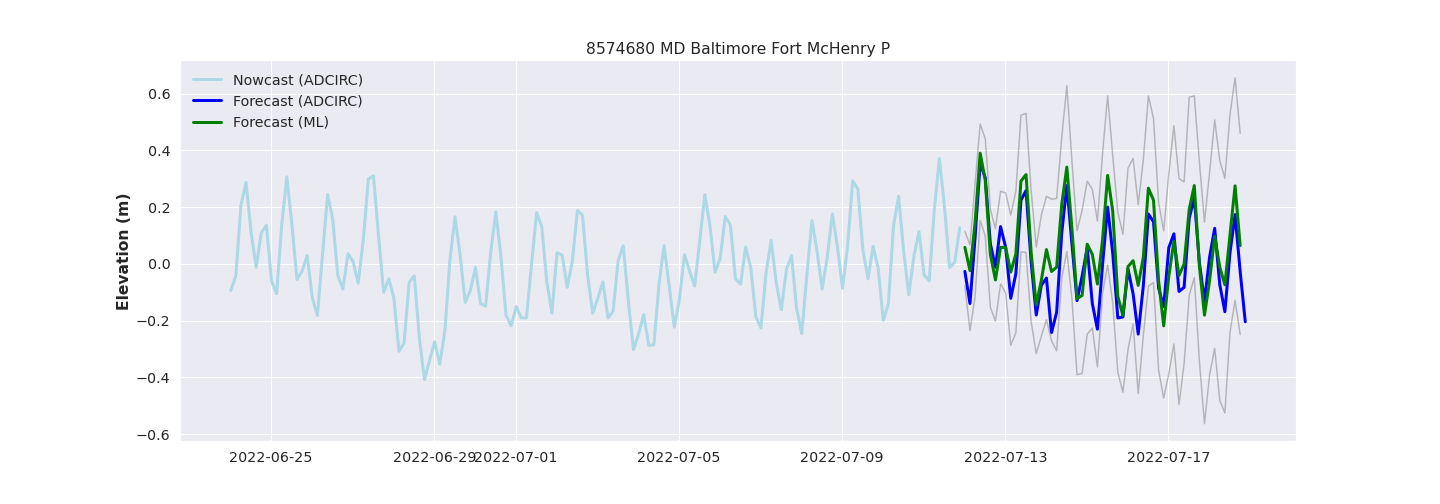 8574680 MD Baltimore Fort McHenry P
Nowcast (ADCIRC)
Forecast (ADCIRC)
Forecast (ML)
Elevation (m)
0.6
0.4
0.2
0.0
−0.2
−0.4
−0.6
2022-06-25 2022-06-29 2022-07-01 2022-07-05 2022-07-09 2022-07-13 2022-07-17